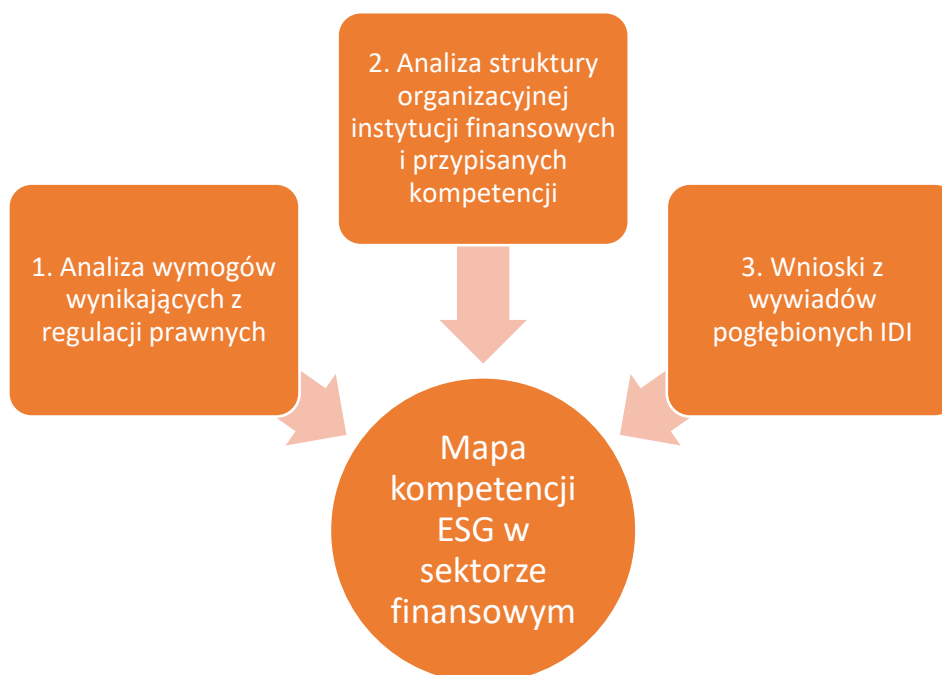 1. Analiza wymogów
wynikających z
regulacji prawnych
2. Analiza struktury
organizacyjnej
instytucji finansowych
i przypisanych
kompetencji
3. Wnioski z
wywiadów
pogłębionych IDI
Mapa
kompetencji
ESG w
sektorze
finansowym